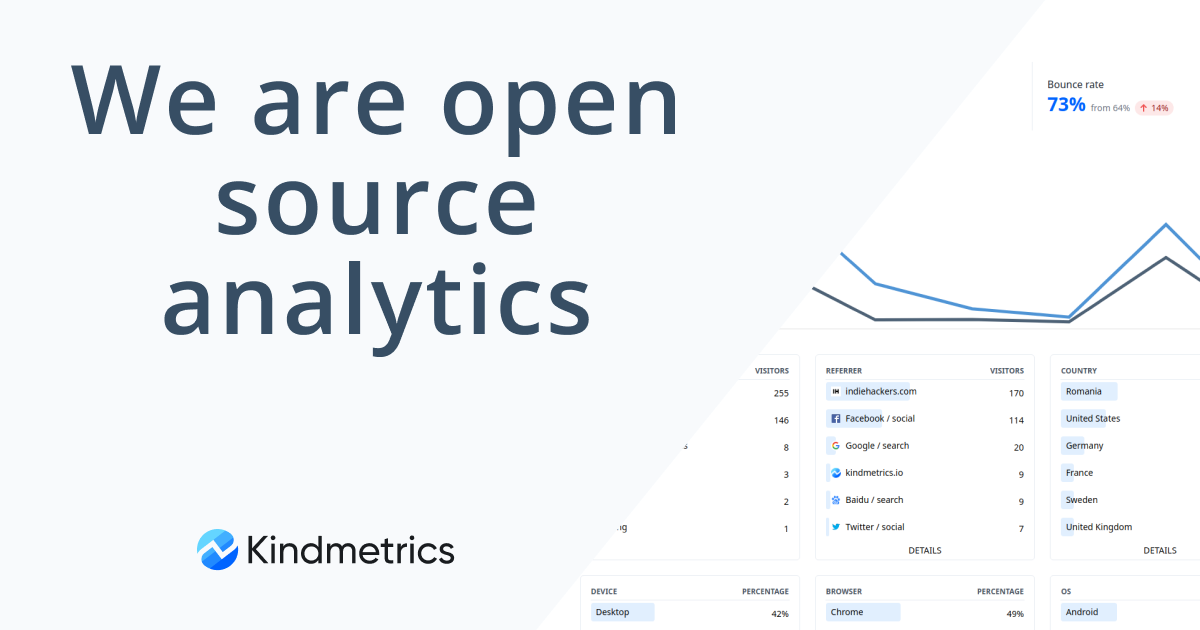 We are open
source
analytics
Kindmetrics
Bounce rate
73% from 64% ↑ 14%
VISITORS
255
146
8
3
2
1
REFERRER VISITORS
indiehackers.com 170
Facebook / social 114
Google / search 20
kindmetrics.io 9
Baidu / search 9
Twitter / social 7
DETAILS
COUNTRY
Romania
United States
Germany
France
Sweden
United Kingdom
DETAILS
DEVICE PERCENTAGE
Desktop 42%
BROWSER PERCENTAGE
Chrome 49%
OS
Android